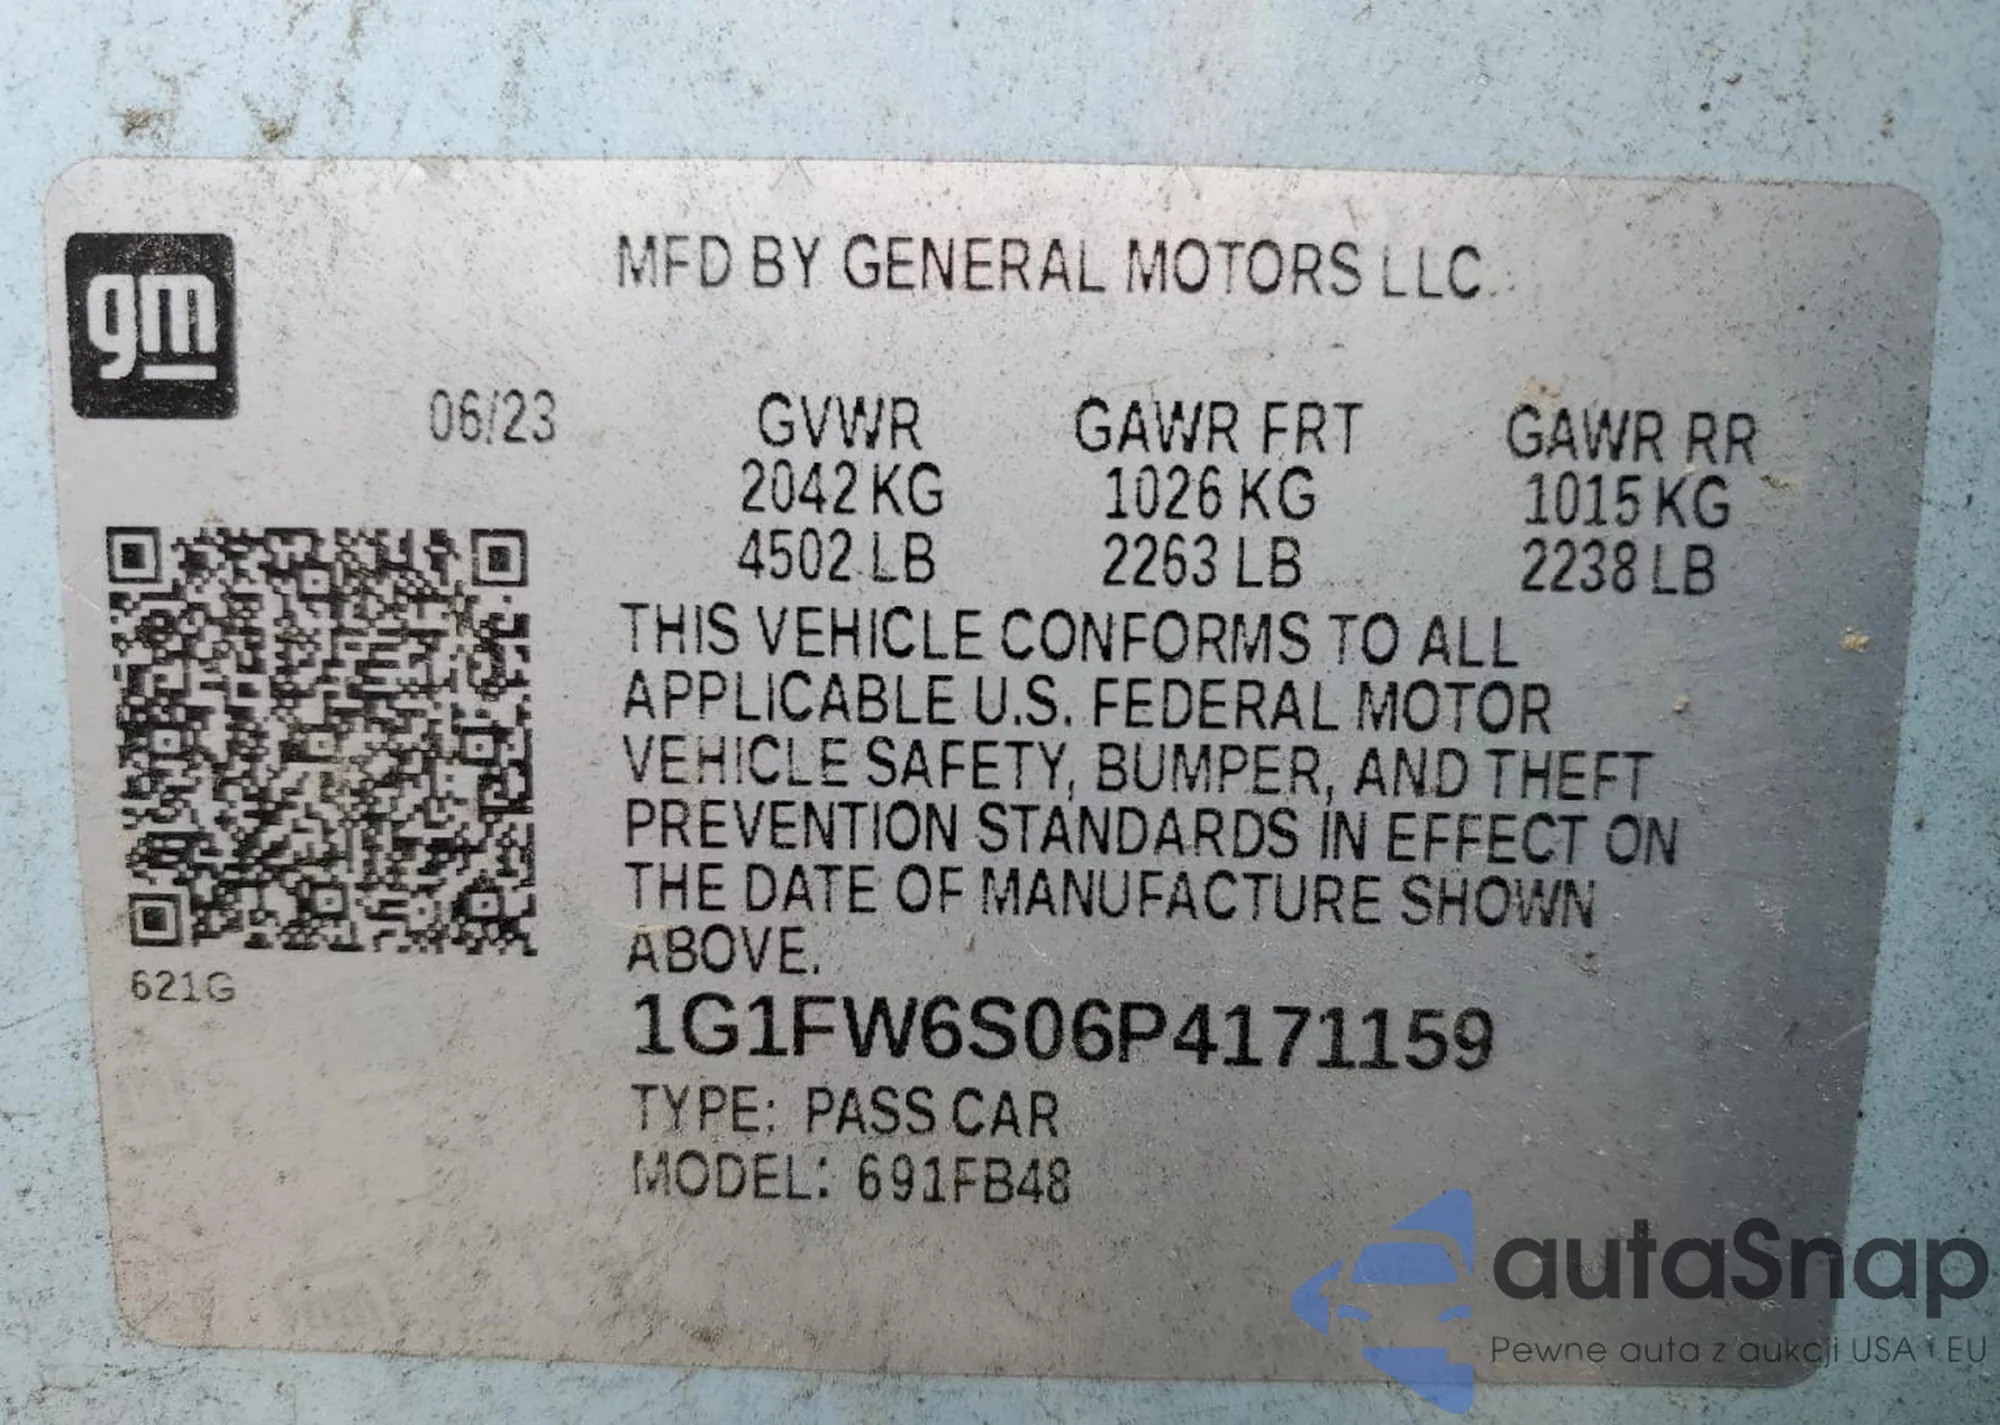 gm
MFD BY GENERAL MOTORS LLC
06/23 GVWR GAWR FRT GAWR RR
2042 KG 1026 KG 1015 KG
4502 LB 2263 LB 2238 LB
THIS VEHICLE CONFORMS TO ALL
APPLICABLE U.S. FEDERAL MOTOR
VEHICLE SAFETY, BUMPER, AND THEFT
PREVENTION STANDARDS IN EFFECT ON
THE DATE OF MANUFACTURE SHOWN
ABOVE.
621G
1G1FW6S06P4171159
TYPE: PASS CAR
MODEL: 691FB48
autaSnap
Pewne auta z aukcji USA i EU